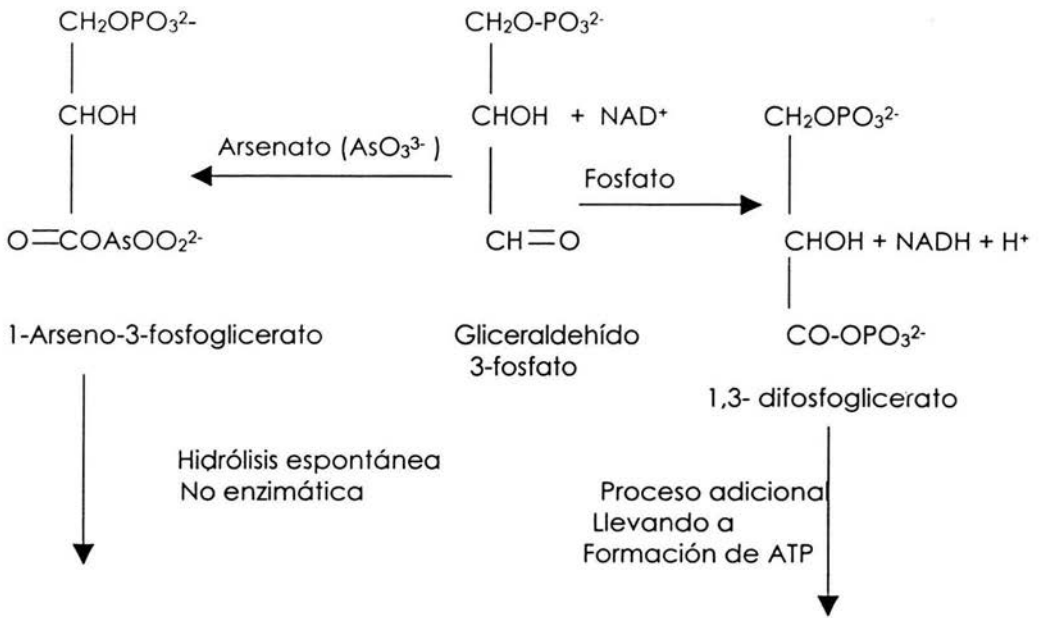 CH₂OPO₃²⁻
CHOH
Arsenato (AsO₃³⁻ )
O=COAsOO₂²⁻
1-Arseno-3-fosfoglicerato
Hidrólisis espontánea
No enzimática
CH₂O-PO₃²⁻
CHOH + NAD⁺
CH=O
Gliceraldehído
3-fosfato
Fosfato
CH₂OPO₃²⁻
CHOH + NADH + H⁺
CO-OPO₃²⁻
1,3- difosfoglicerato
Proceso adicional
Llevando a
Formación de ATP